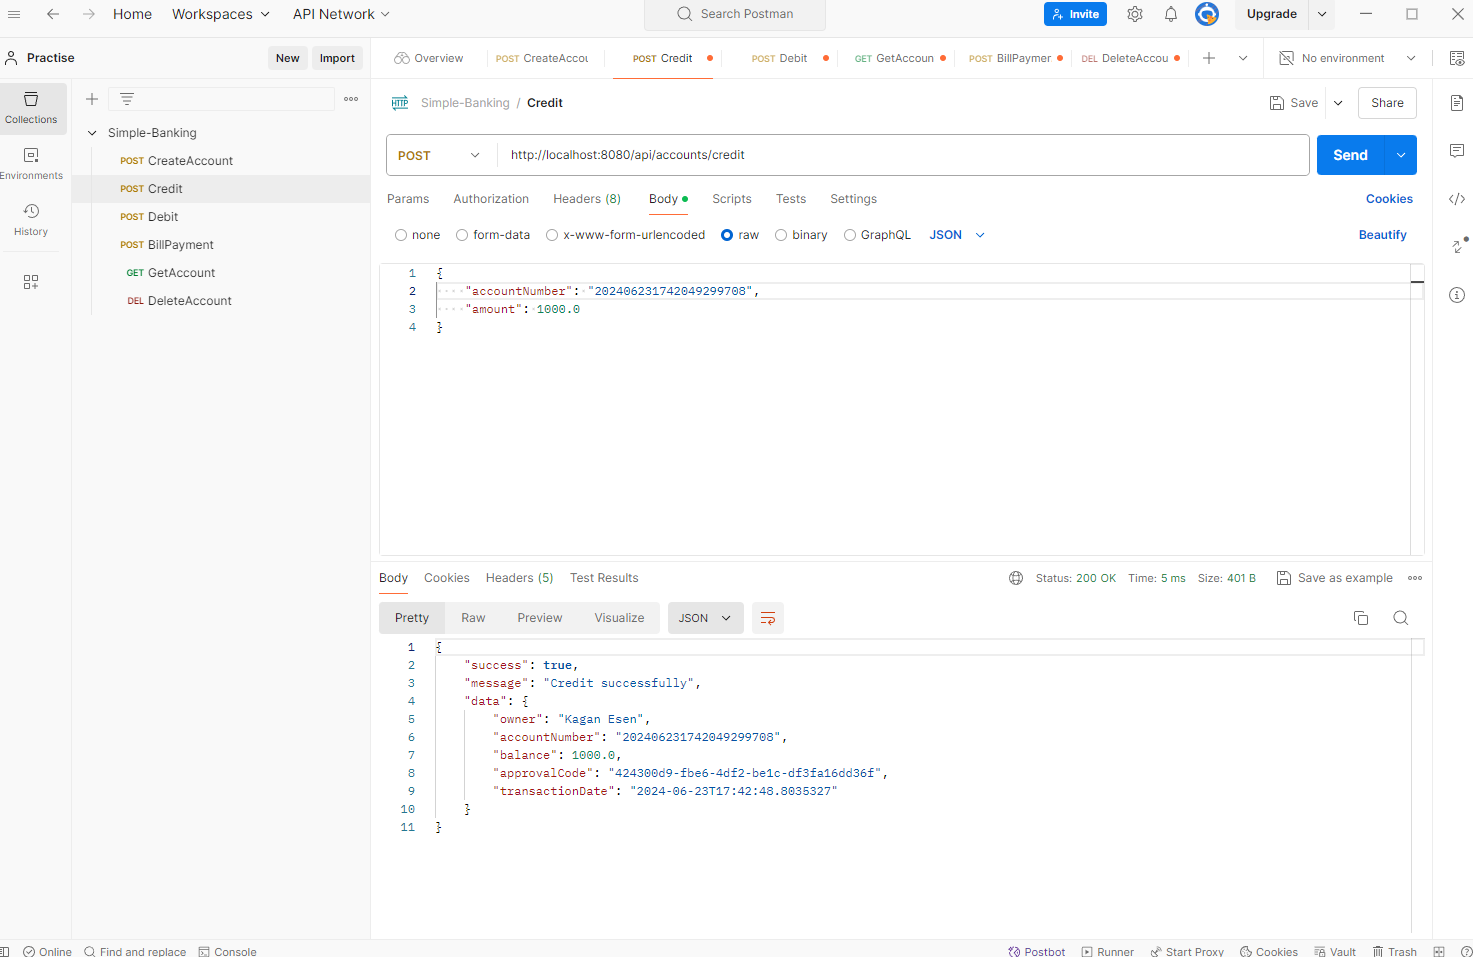 Home Workspaces API Network Search Postman Invite Upgrade
Practise New Import Overview POST CreateAccou POST Credit POST Debit GET GetAccoun POST BillPaymer DEL DeleteAccou No environment
Collections
Environments
History
Simple-Banking
POST CreateAccount
POST Credit
POST Debit
POST BillPayment
GET GetAccount
DEL DeleteAccount
HTTP Simple-Banking / Credit Save Share
POST http://localhost:8080/api/accounts/credit Send
Params Authorization Headers (8) Body Scripts Tests Settings Cookies
none form-data x-www-form-urlencoded raw binary GraphQL JSON Beautify
1 {
2 "accountNumber": "202406231742049299708",
3 "amount": 1000.0
4 }
Body Cookies Headers (5) Test Results Status: 200 OK Time: 5 ms Size: 401 B Save as example
Pretty Raw Preview Visualize JSON
1 {
2 "success": true,
3 "message": "Credit successfully",
4 "data": {
5 "owner": "Kagan Esen",
6 "accountNumber": "202406231742049299708",
7 "balance": 1000.0,
8 "approvalCode": "424300d9-fbe6-4df2-be1c-df3fa16dd36f",
9 "transactionDate": "2024-06-23T17:42:48.8035327"
10 }
11 }
Online Find and replace Console Postbot Runner Start Proxy Cookies Vault Trash